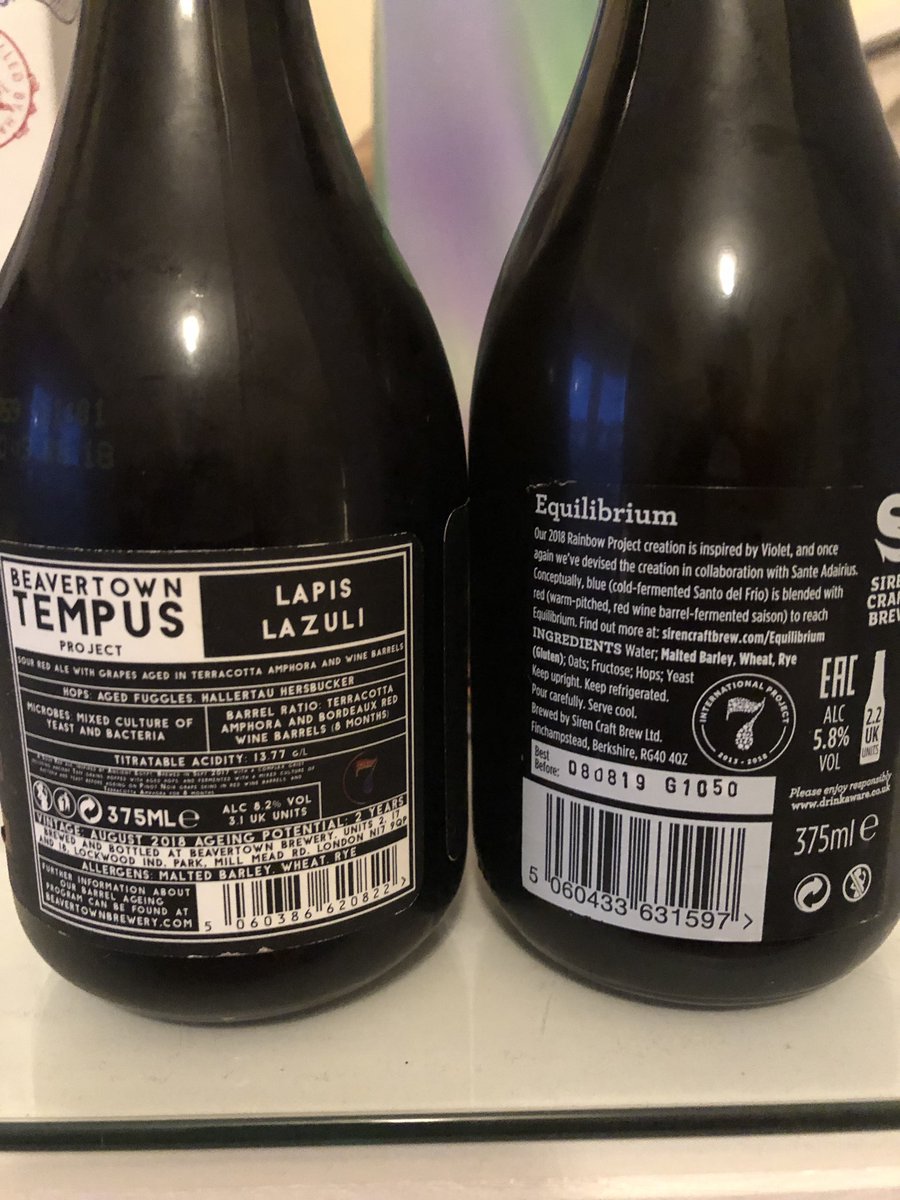 BEAVERTOWN
TEMPUS
PROJECT
LAPIS
LAZULI
SOUR RED ALE WITH GRAPES AGED IN TERRACOTTA AMPHORA AND WINE BARRELS
HOPS: AGED FUGGLES, HALLERTAU HERSBUCKER
MICROBES: MIXED CULTURE OF
YEAST AND BACTERIA
BARREL RATIO: TERRACOTTA
AMPHORA AND BORDEAUX RED
WINE BARRELS (8 MONTHS)
TITRATABLE ACIDITY: 13.77 G/L
375ML e
ALC 8.2% VOL
3.1 UK UNITS
VINTAGE: AUGUST 2018 AGEING POTENTIAL: 2 YEARS
BREWED AND BOTTLED AT BEAVERTOWN BREWERY, UNITS 2, 17
AND 18, LOCKWOOD IND. PARK, MILL MEAD RD, LONDON N17 9QP
ALLERGENS: MALTED BARLEY, WHEAT, RYE
FURTHER INFORMATION ABOUT
OUR BARREL AGEING
PROGRAM CAN BE FOUND AT
BEAVERTOWNBREWERY.COM
5 060386 620822 >
Equilibrium
Our 2018 Rainbow Project creation is inspired by Violet, and once
again we've devised the creation in collaboration with Sante Adairius.
Conceptually, blue (cold-fermented Santo del Frío) is blended with
red (warm-pitched, red wine barrel-fermented saison) to reach
Equilibrium. Find out more at: sirencraftbrew.com/Equilibrium
INGREDIENTS Water; Malted Barley, Wheat, Rye
(Gluten); Oats; Fructose; Hops; Yeast
Keep upright. Keep refrigerated.
Pour carefully. Serve cool.
Brewed by Siren Craft Brew Ltd.
Finchampstead, Berkshire, RG40 4QZ
INTERNATIONAL PROJECT
7
2013 - 2018
Best
Before: 080819 G1050
5 060433 631597 >
S
SIRE
CRA
BREW
EAC
ALC
5.8%
VOL
2.2
UK
UNITS
Please enjoy responsibly
www.drinkaware.co.uk
375ml e